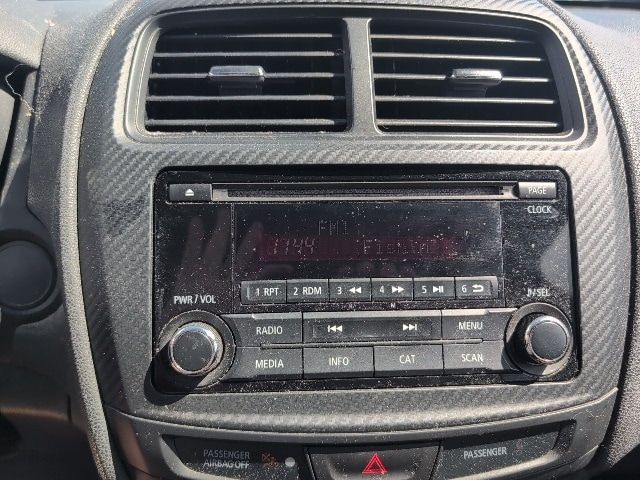 PAGE
CLOCK
FM1
1 RPT 2 RDM 3 4 5 6
PWR / VOL
/SEL
RADIO MENU
MEDIA INFO CAT SCAN
PASSENGER
AIRBAG OFF
PASSENGER